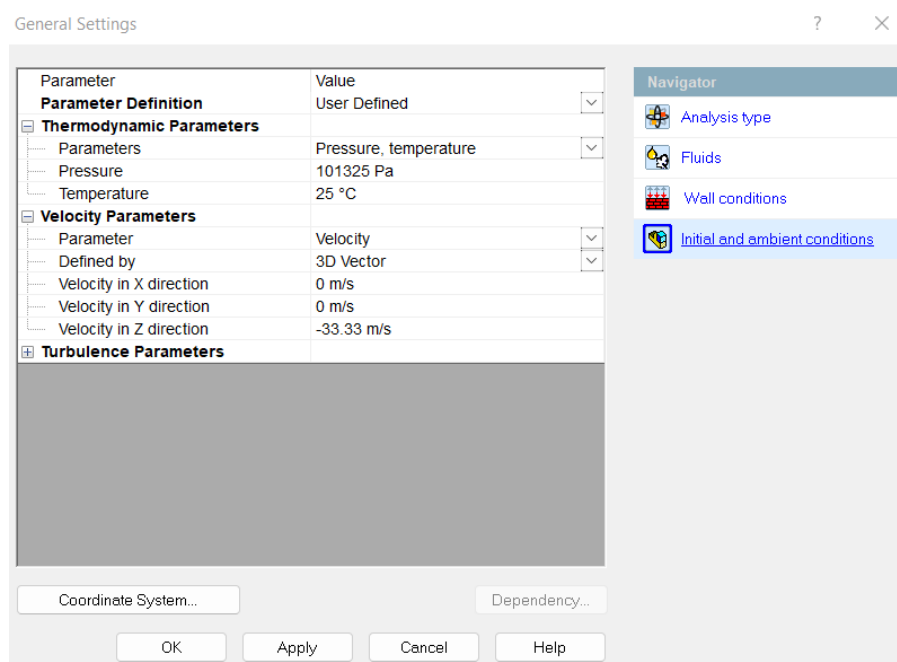 General Settings
Parameter Value
Parameter Definition User Defined
Thermodynamic Parameters
Parameters Pressure, temperature
Pressure 101325 Pa
Temperature 25 °C
Velocity Parameters
Parameter Velocity
Defined by 3D Vector
Velocity in X direction 0 m/s
Velocity in Y direction 0 m/s
Velocity in Z direction -33.33 m/s
Turbulence Parameters
Coordinate System...
Dependency...
OK Apply Cancel Help
Navigator
Analysis type
Fluids
Wall conditions
Initial and ambient conditions